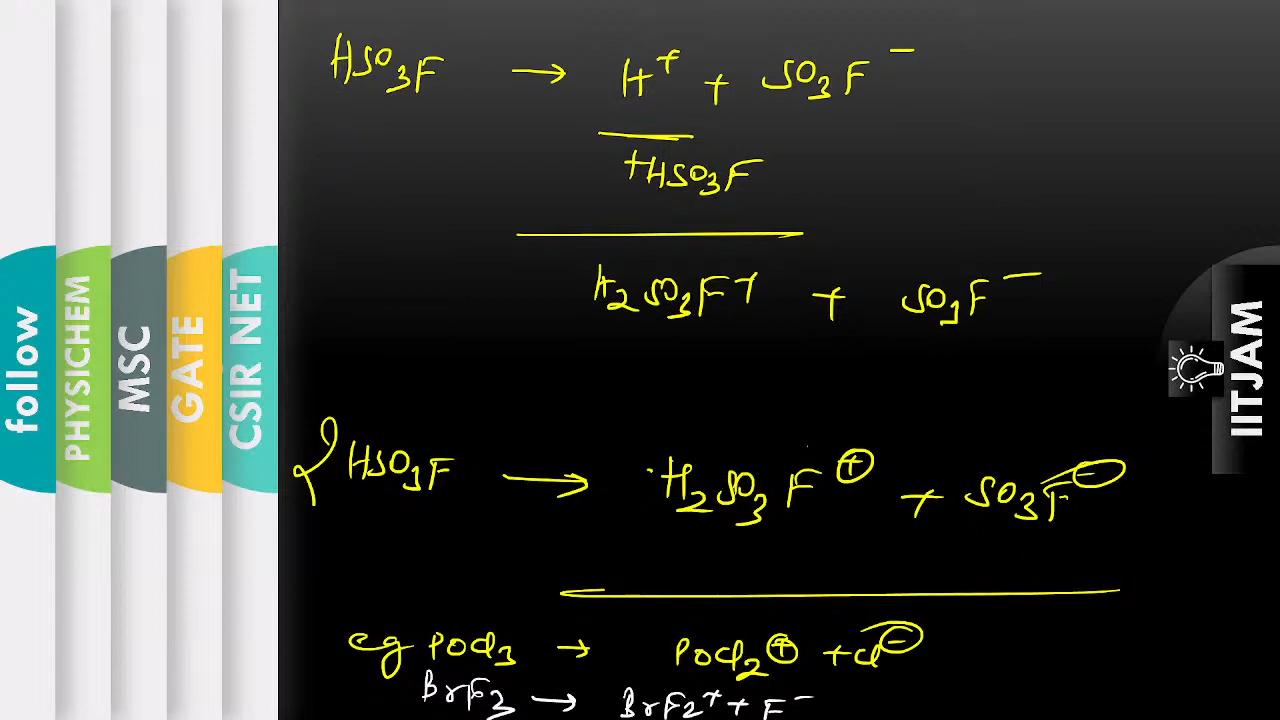 HSO₃F → H⁺ + SO₃F⁻
+HSO₃F
H₂SO₃F⁺ + SO₃F⁻
2HSO₃F → H₂SO₃F⊕ + SO₃F⊖
eg POCl₃ → POCl₂⊕ + Cl⊖
BrF₃ → BrF₂⁺ + F⁻
follow
PHYSICHEM
MSC
GATE
CSIR NET
IITJAM